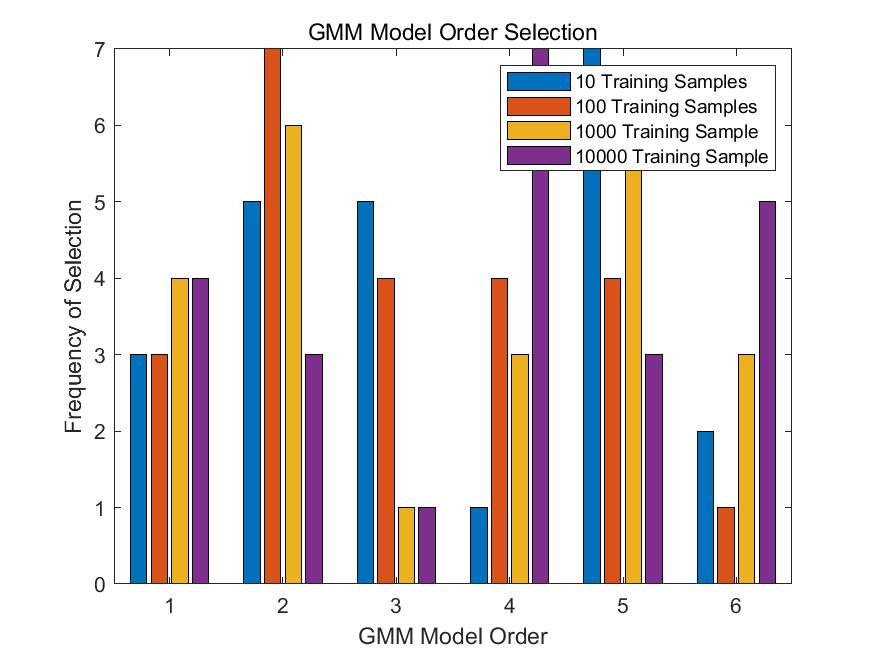 GMM Model Order Selection
7
6
5
4
3
2
1
0
Frequency of Selection
10 Training Samples
100 Training Samples
1000 Training Sample
10000 Training Sample
1 2 3 4 5 6
GMM Model Order